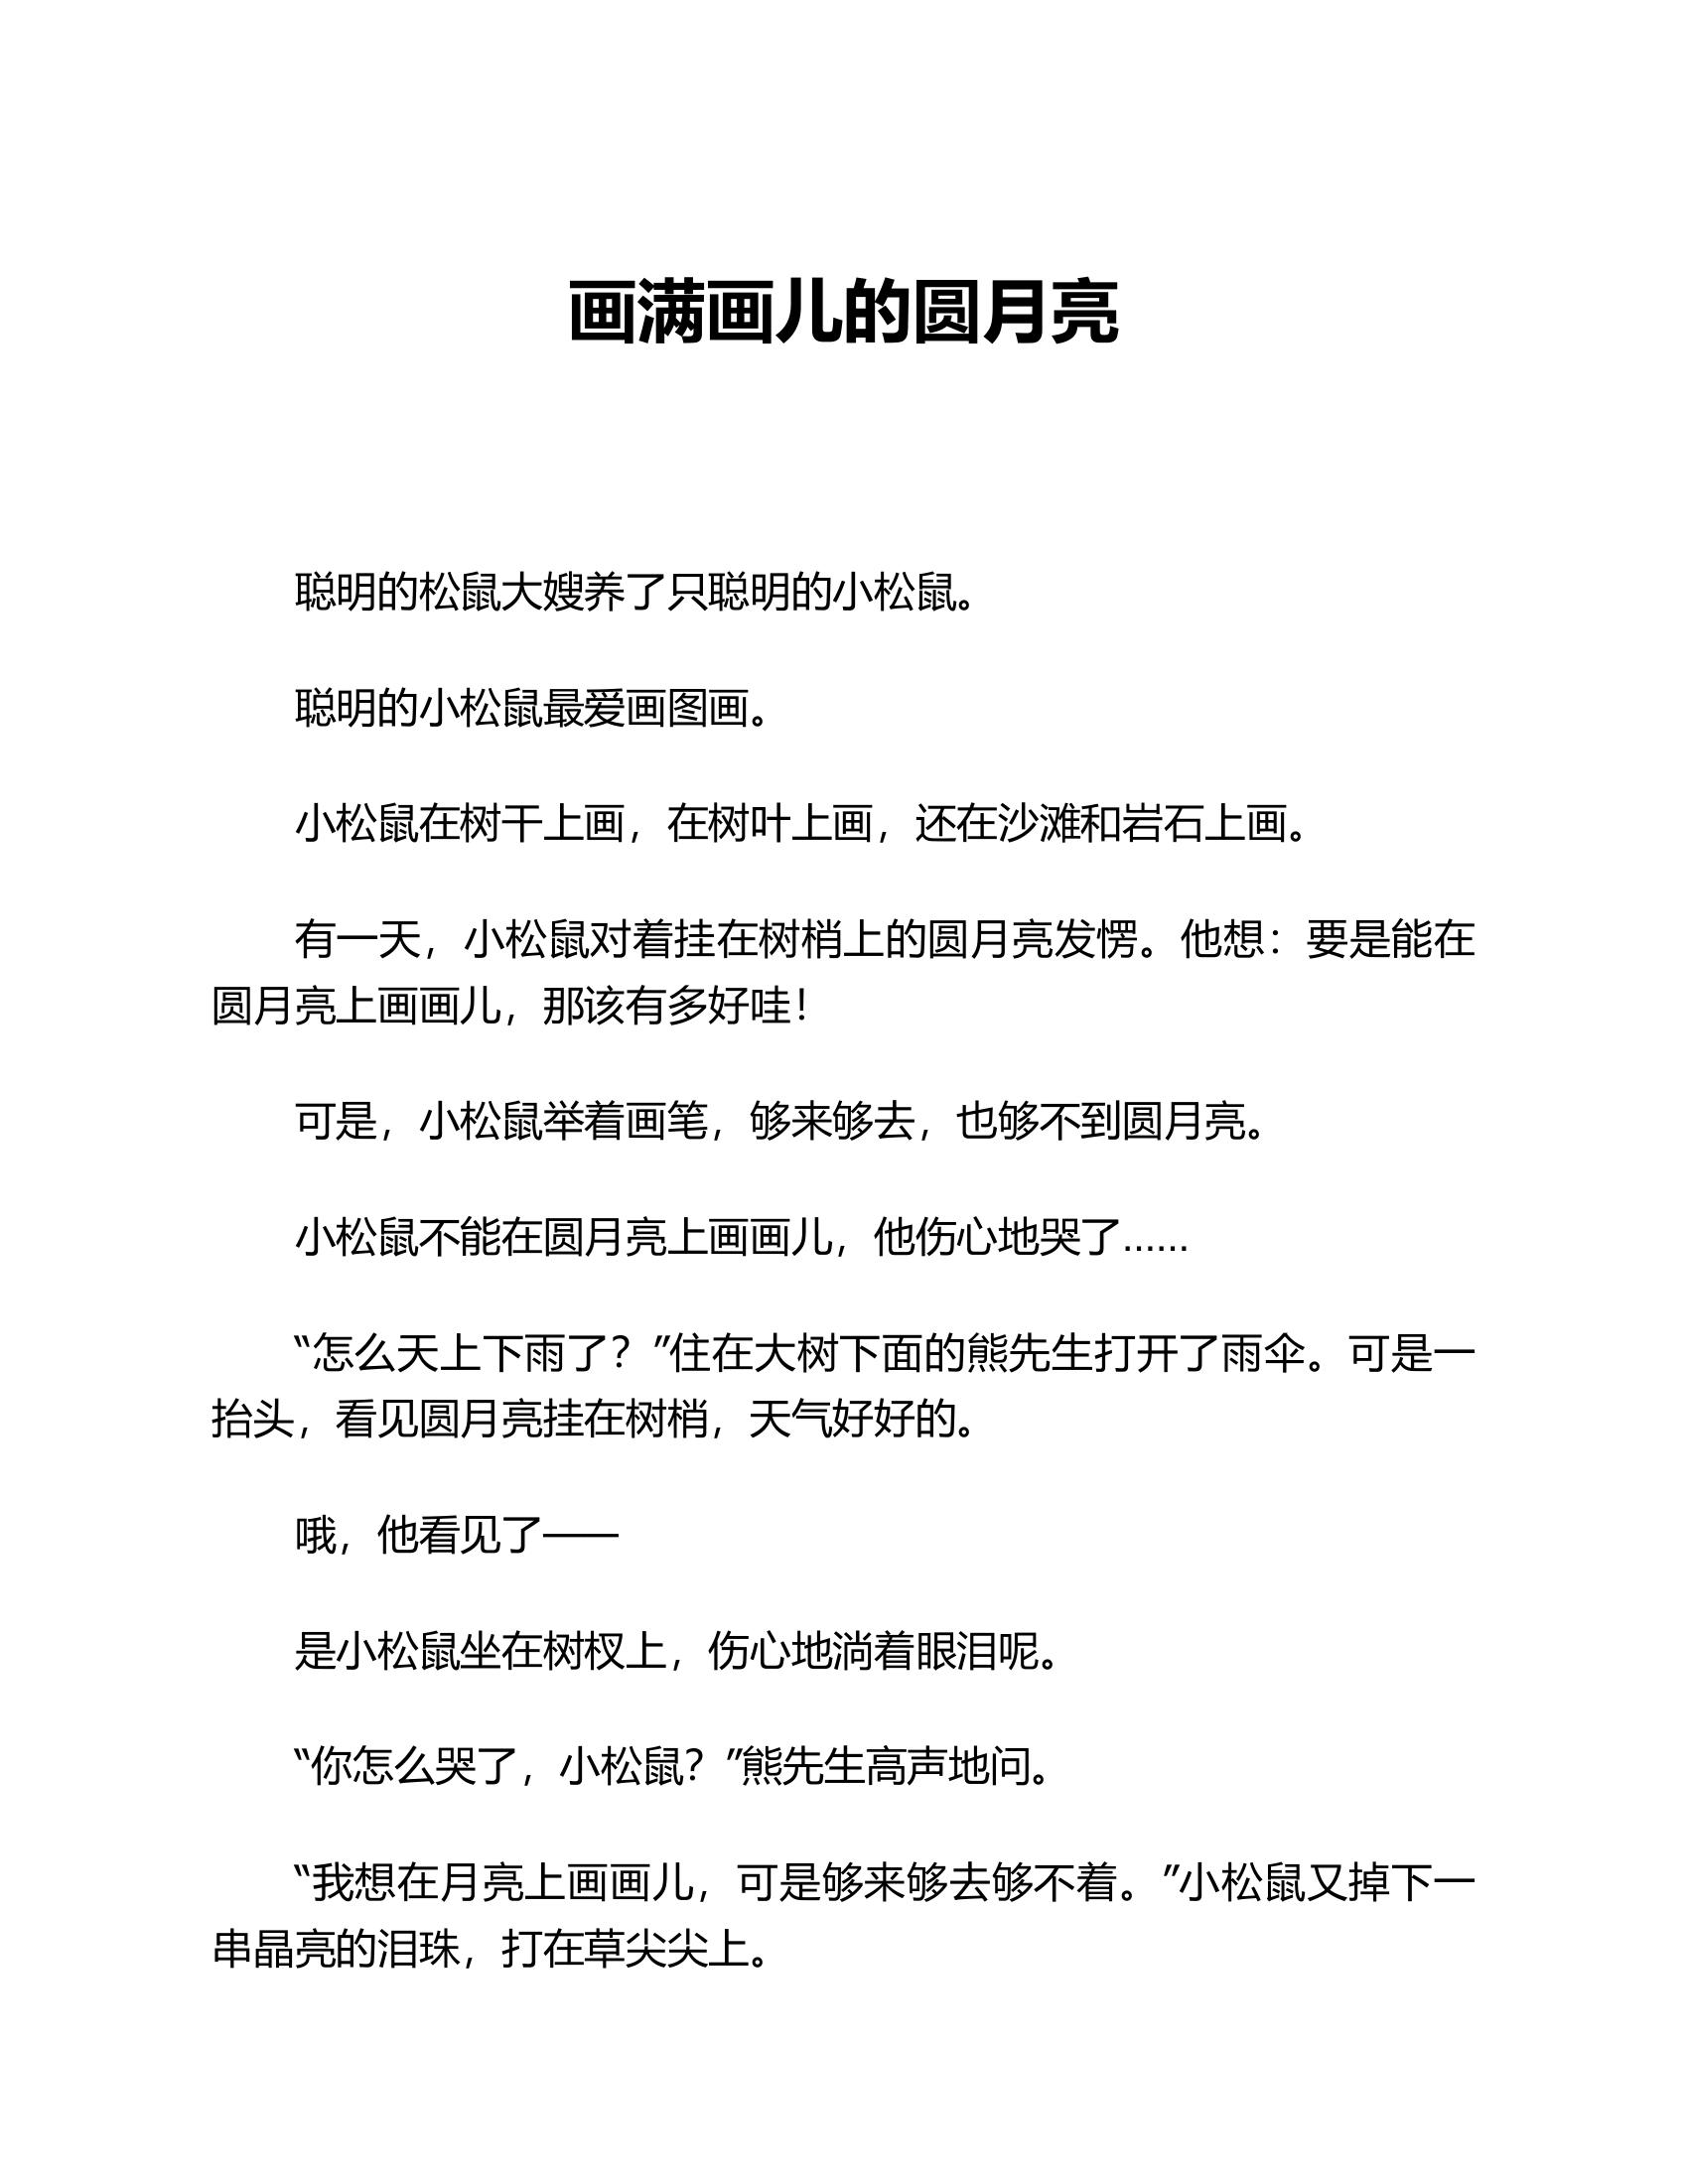 画满画儿的圆月亮
聪明的松鼠大嫂养了只聪明的小松鼠。
聪明的小松鼠最爱画图画。
小松鼠在树干上画，在树叶上画，还在沙滩和岩石上画。
有一天，小松鼠对着挂在树梢上的圆月亮发愣。他想：要是能在
圆月亮上画画儿，那该有多好哇！
可是，小松鼠举着画笔，够来够去，也够不到圆月亮。
小松鼠不能在圆月亮上画画儿，他伤心地哭了……
“怎么天上下雨了？”住在大树下面的熊先生打开了雨伞。可是一
抬头，看见圆月亮挂在树梢，天气好好的。
哦，他看见了——
是小松鼠坐在树杈上，伤心地淌着眼泪呢。
“你怎么哭了，小松鼠？”熊先生高声地问。
“我想在月亮上画画儿，可是够来够去够不着。”小松鼠又掉下一
串晶亮的泪珠，打在草尖尖上。